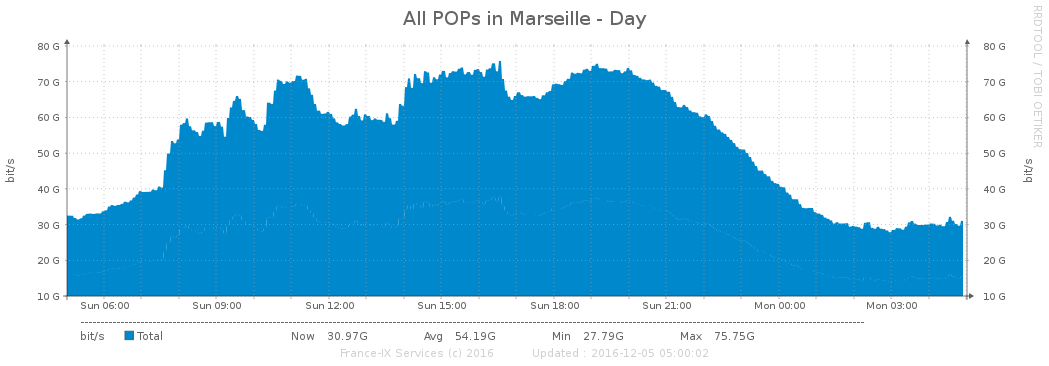 All POPs in Marseille - Day
RRDTOOL / TOBI OETIKER
80 G 80 G
70 G 70 G
60 G 60 G
50 G 50 G
bit/s bit/s
40 G 40 G
30 G 30 G
20 G 20 G
10 G 10 G
Sun 06:00 Sun 09:00 Sun 12:00 Sun 15:00 Sun 18:00 Sun 21:00 Mon 00:00 Mon 03:00
bit/s Total Now 30.97G Avg 54.19G Min 27.79G Max 75.75G
France-IX Services (c) 2016 Updated : 2016-12-05 05:00:02